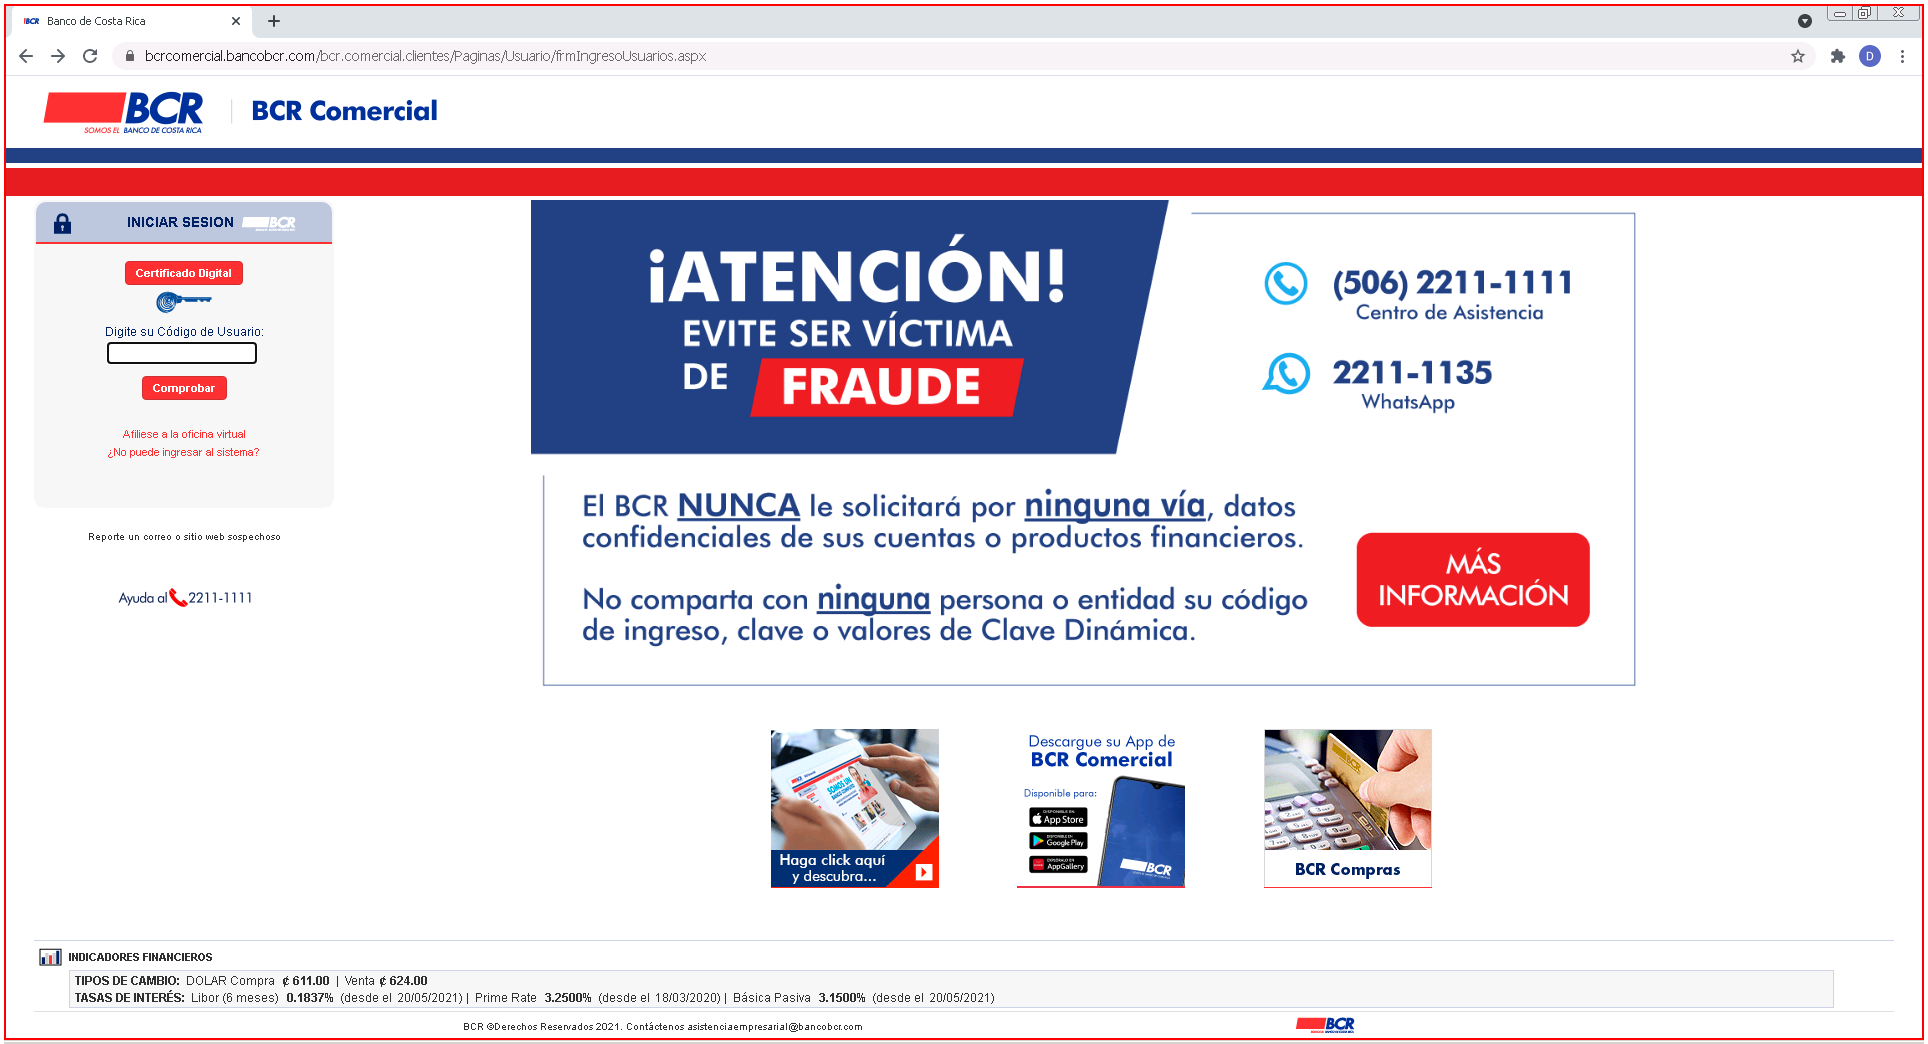 BCR Banco de Costa Rica
bcrcomercial.bancobcr.com/bcr.comercial.clientes/Paginas/Usuario/frmIngresoUsuarios.aspx
D
BCR
SOMOS EL BANCO DE COSTA RICA
BCR Comercial
INICIAR SESION BCR
Certificado Digital
Digite su Código de Usuario:
Comprobar
Afiliese a la oficina virtual
¿No puede ingresar al sistema?
Reporte un correo o sitio web sospechoso
Ayuda al 2211-1111
¡ATENCIÓN!
EVITE SER VÍCTIMA
DE FRAUDE
(506) 2211-1111
Centro de Asistencia
2211-1135
WhatsApp
El BCR NUNCA le solicitará por ninguna vía, datos
confidenciales de sus cuentas o productos financieros.
No comparta con ninguna persona o entidad su código
de ingreso, clave o valores de Clave Dinámica.
MÁS
INFORMACIÓN
SOMOS UN
Haga click aquí
y descubra...
Descargue su App de
BCR Comercial
Disponible para:
App Store
Google Play
AppGallery
BCR
BCR
BCR Compras
INDICADORES FINANCIEROS
TIPOS DE CAMBIO: DOLAR Compra ¢ 611.00 | Venta ¢ 624.00
TASAS DE INTERÉS: Libor (6 meses) 0.1837% (desde el 20/05/2021) | Prime Rate 3.2500% (desde el 18/03/2020) | Básica Pasiva 3.1500% (desde el 20/05/2021)
BCR ©Derechos Reservados 2021. Contáctenos asistenciaempresarial@bancobcr.com
BCR